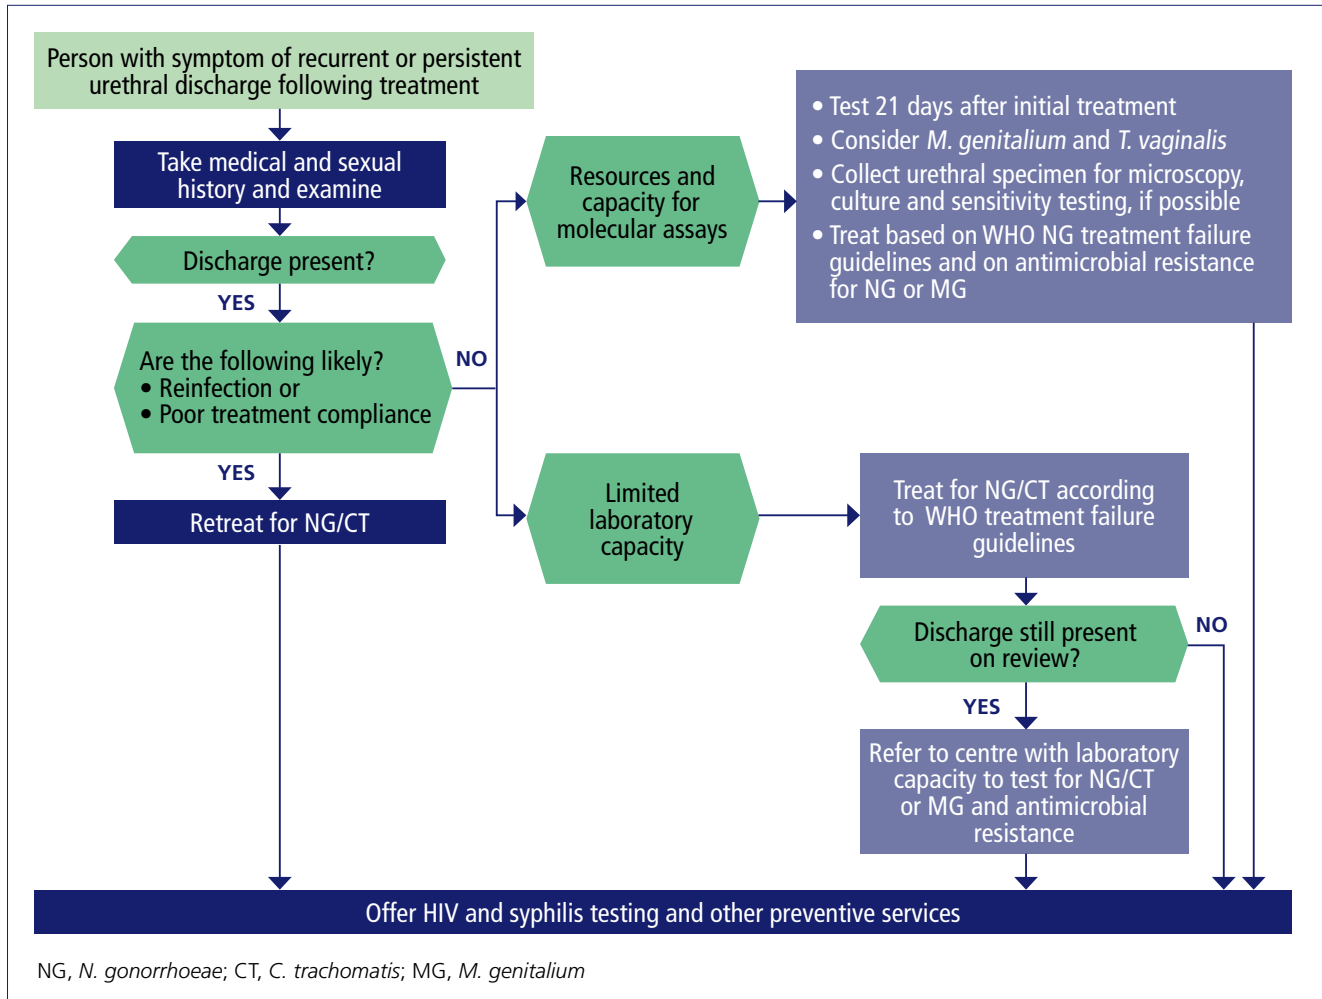 Person with symptom of recurrent or persistent
urethral discharge following treatment
Take medical and sexual
history and examine
Discharge present?
YES
Are the following likely?
• Reinfection or
• Poor treatment compliance
YES
Retreat for NG/CT
NO
Resources and
capacity for
molecular assays
• Test 21 days after initial treatment
• Consider M. genitalium and T. vaginalis
• Collect urethral specimen for microscopy,
culture and sensitivity testing, if possible
• Treat based on WHO NG treatment failure
guidelines and on antimicrobial resistance
for NG or MG
Limited
laboratory
capacity
Treat for NG/CT according
to WHO treatment failure
guidelines
Discharge still present
on review?
NO
YES
Refer to centre with laboratory
capacity to test for NG/CT
or MG and antimicrobial
resistance
Offer HIV and syphilis testing and other preventive services
NG, N. gonorrhoeae; CT, C. trachomatis; MG, M. genitalium